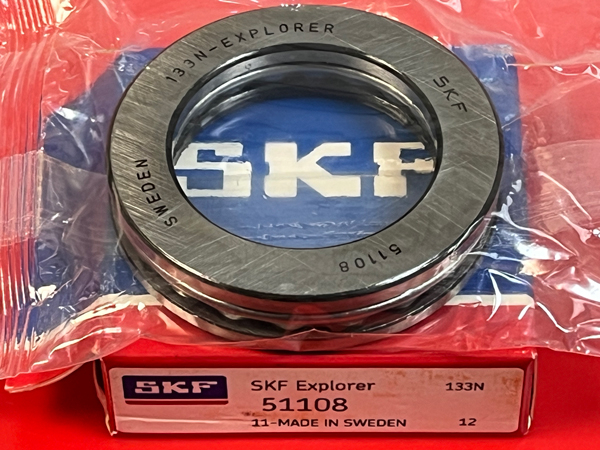 133N-EXPLORER
SKF
SWEDEN
51108
SKF
SKF
SKF Explorer
133N
51108
11-MADE IN SWEDEN
12